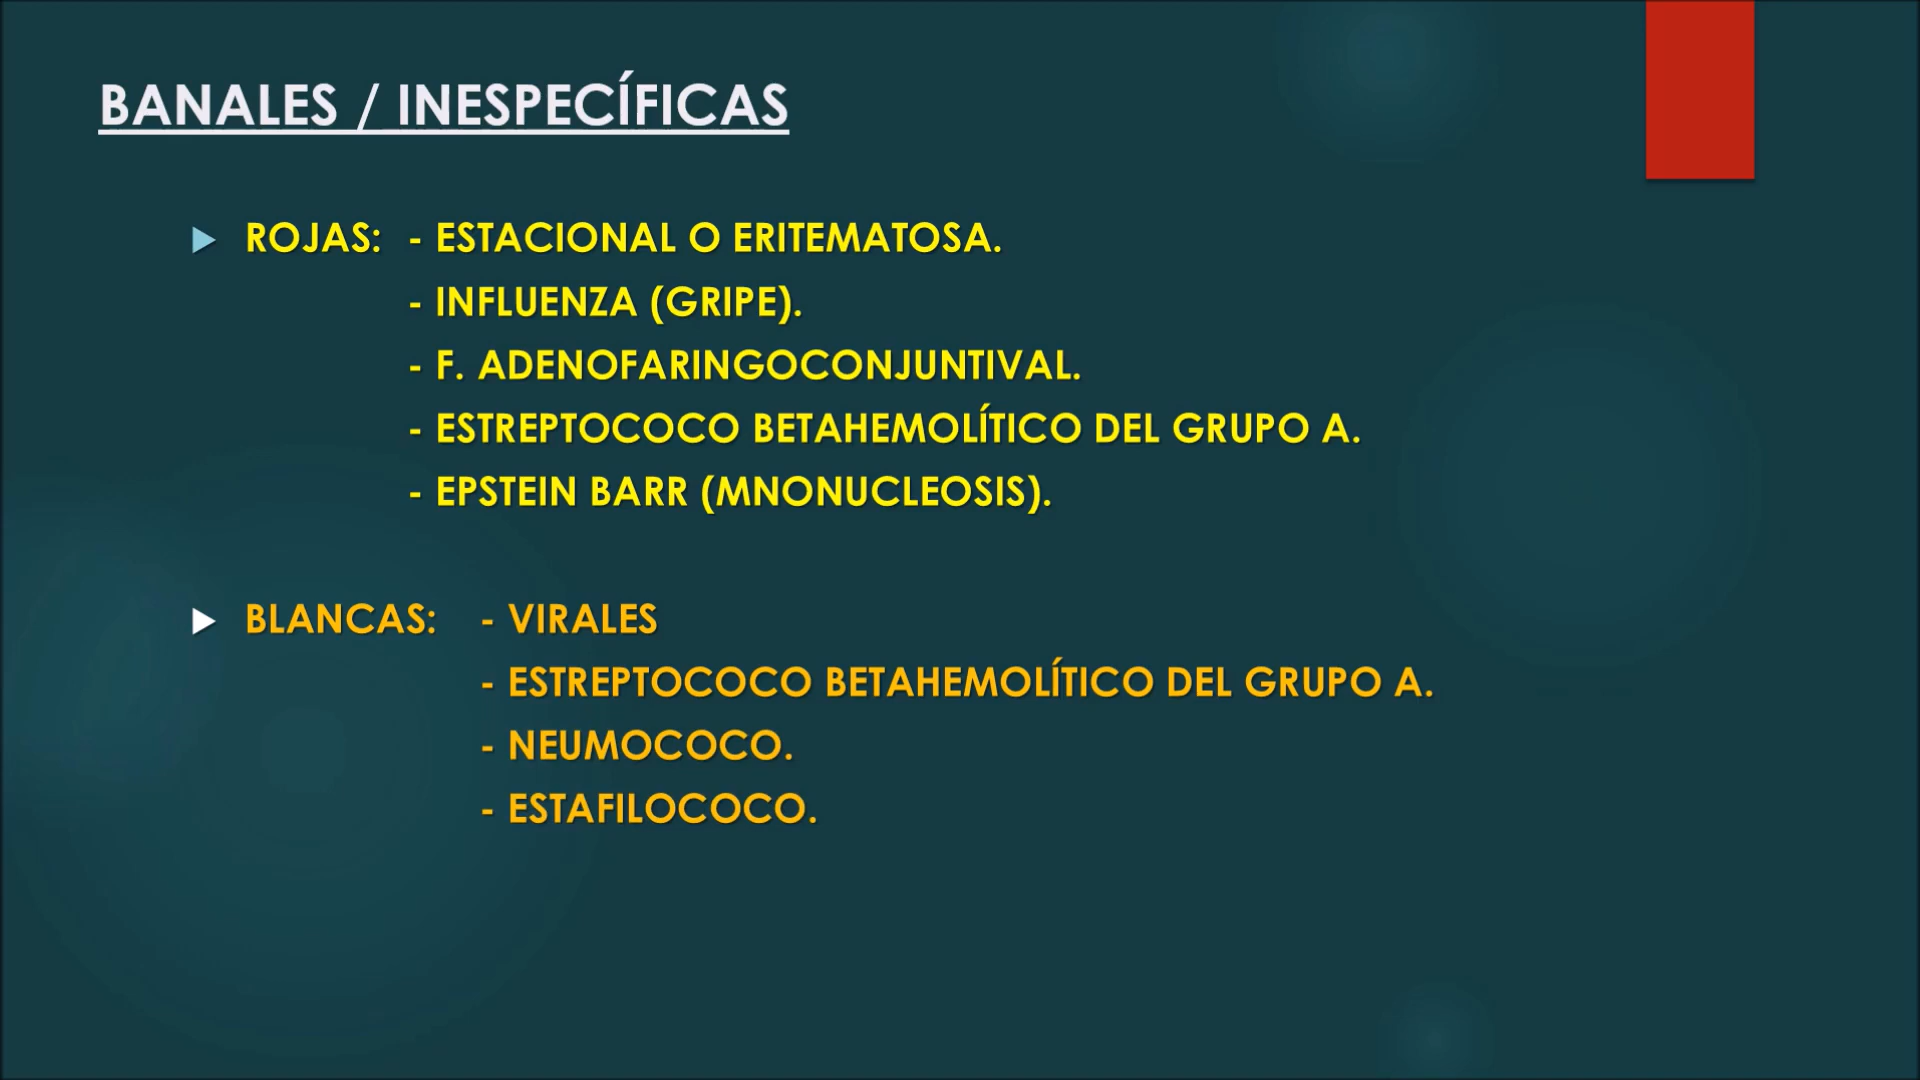 BANALES / INESPECÍFICAS
ROJAS: - ESTACIONAL O ERITEMATOSA.
- INFLUENZA (GRIPE).
- F. ADENOFARINGOCONJUNTIVAL.
- ESTREPTOCOCO BETAHEMOLÍTICO DEL GRUPO A.
- EPSTEIN BARR (MNONUCLEOSIS).
BLANCAS: - VIRALES
- ESTREPTOCOCO BETAHEMOLÍTICO DEL GRUPO A.
- NEUMOCOCO.
- ESTAFILOCOCO.